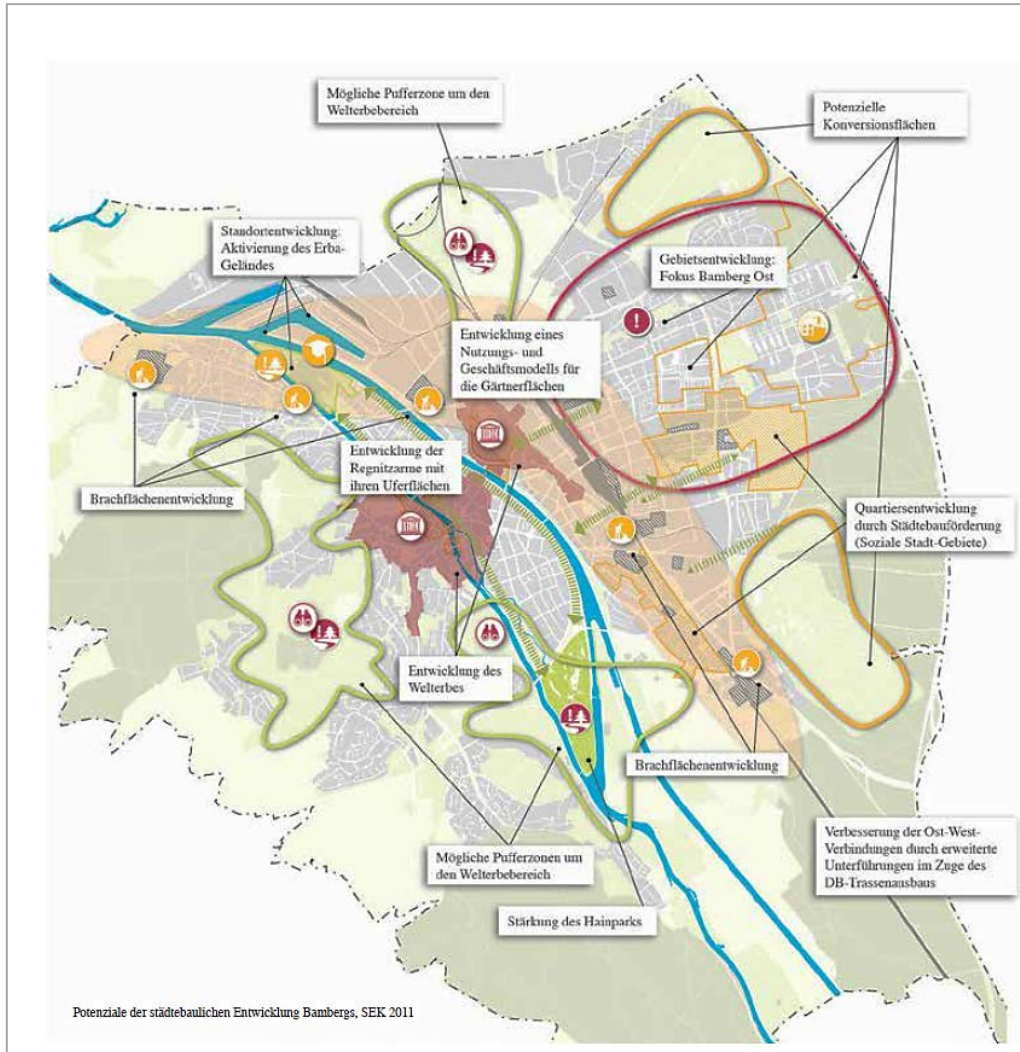 Mögliche Pufferzone um den
Welterbebereich
Potenzielle
Konversionsflächen
Standortentwicklung:
Aktivierung des Erba-
Geländes
Gebietsentwicklung:
Fokus Bamberg Ost
Entwicklung eines
Nutzungs- und
Geschäftsmodells für
die Gärtnerflächen
Brachflächenentwicklung
Entwicklung der
Regnitzarme mit
ihren Uferflächen
Quartiersentwicklung
durch Städtebauförderung
(Soziale Stadt-Gebiete)
Entwicklung des
Welterbes
Brachflächenentwicklung
Mögliche Pufferzonen um
den Welterbebereich
Verbesserung der Ost-West-
Verbindungen durch erweiterte
Unterführungen im Zuge des
DB-Trassenausbaus
Stärkung des Hainparks
Potenziale der städtebaulichen Entwicklung Bambergs, SEK 2011